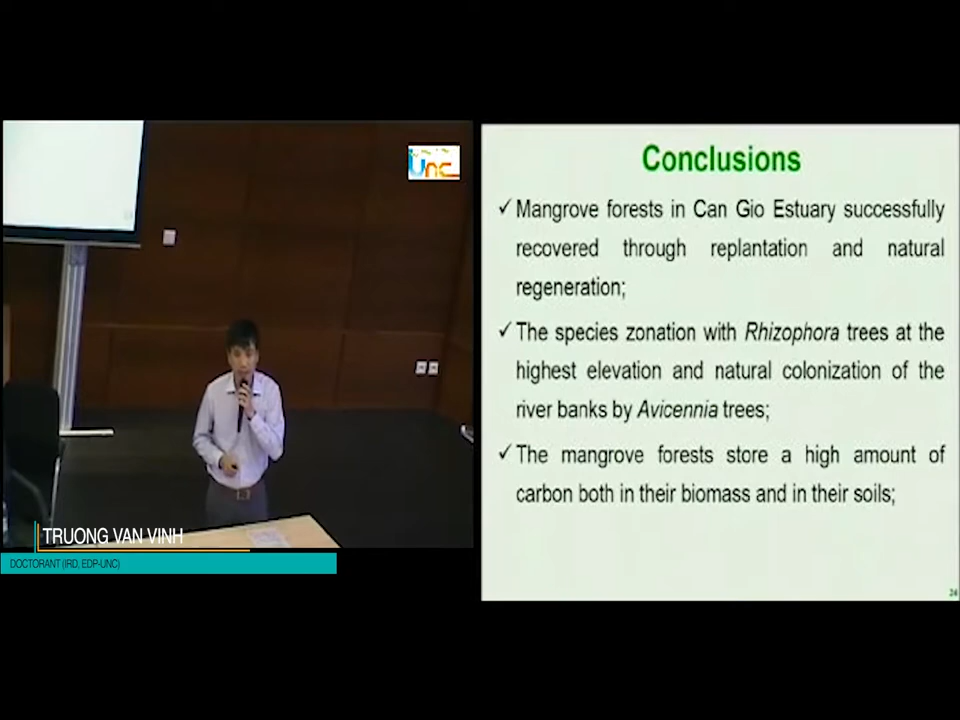 Unc
TRUONG VAN VINH
DOCTORANT (IRD, EDP-UNC)
Conclusions
✓ Mangrove forests in Can Gio Estuary successfully
recovered through replantation and natural
regeneration;
✓ The species zonation with Rhizophora trees at the
highest elevation and natural colonization of the
river banks by Avicennia trees;
✓ The mangrove forests store a high amount of
carbon both in their biomass and in their soils;
24